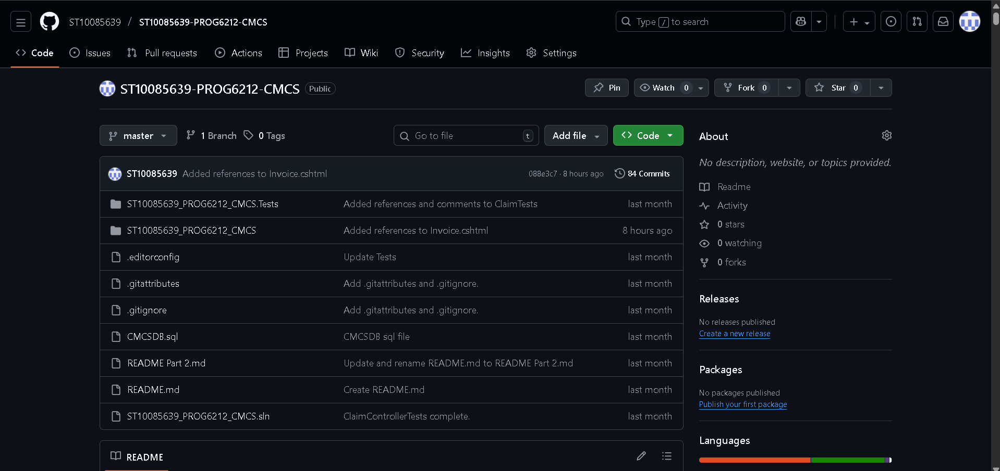 ST10085639 / ST10085639-PROG6212-CMCS
Type / to search
Code Issues Pull requests Actions Projects Wiki Security Insights Settings
ST10085639-PROG6212-CMCS Public
Pin Watch 0 Fork 0 Star 0
master 1 Branch 0 Tags Go to file t Add file Code
ST10085639 Added references to Invoice.cshtml 088e3c7 · 8 hours ago 84 Commits
ST10085639_PROG6212_CMCS.Tests Added references and comments to ClaimTests last month
ST10085639_PROG6212_CMCS Added references to Invoice.cshtml 8 hours ago
.editorconfig Update Tests last month
.gitattributes Add .gitattributes and .gitignore. last month
.gitignore Add .gitattributes and .gitignore. last month
CMCSDB.sql CMCSDB sql file last month
README Part 2.md Update and rename README.md to README Part 2.md last month
README.md Create README.md last month
ST10085639_PROG6212_CMCS.sln ClaimControllerTests complete. last month
README
About
No description, website, or topics provided.
Readme
Activity
0 stars
0 watching
0 forks
Releases
No releases published
Create a new release
Packages
No packages published
Publish your first package
Languages